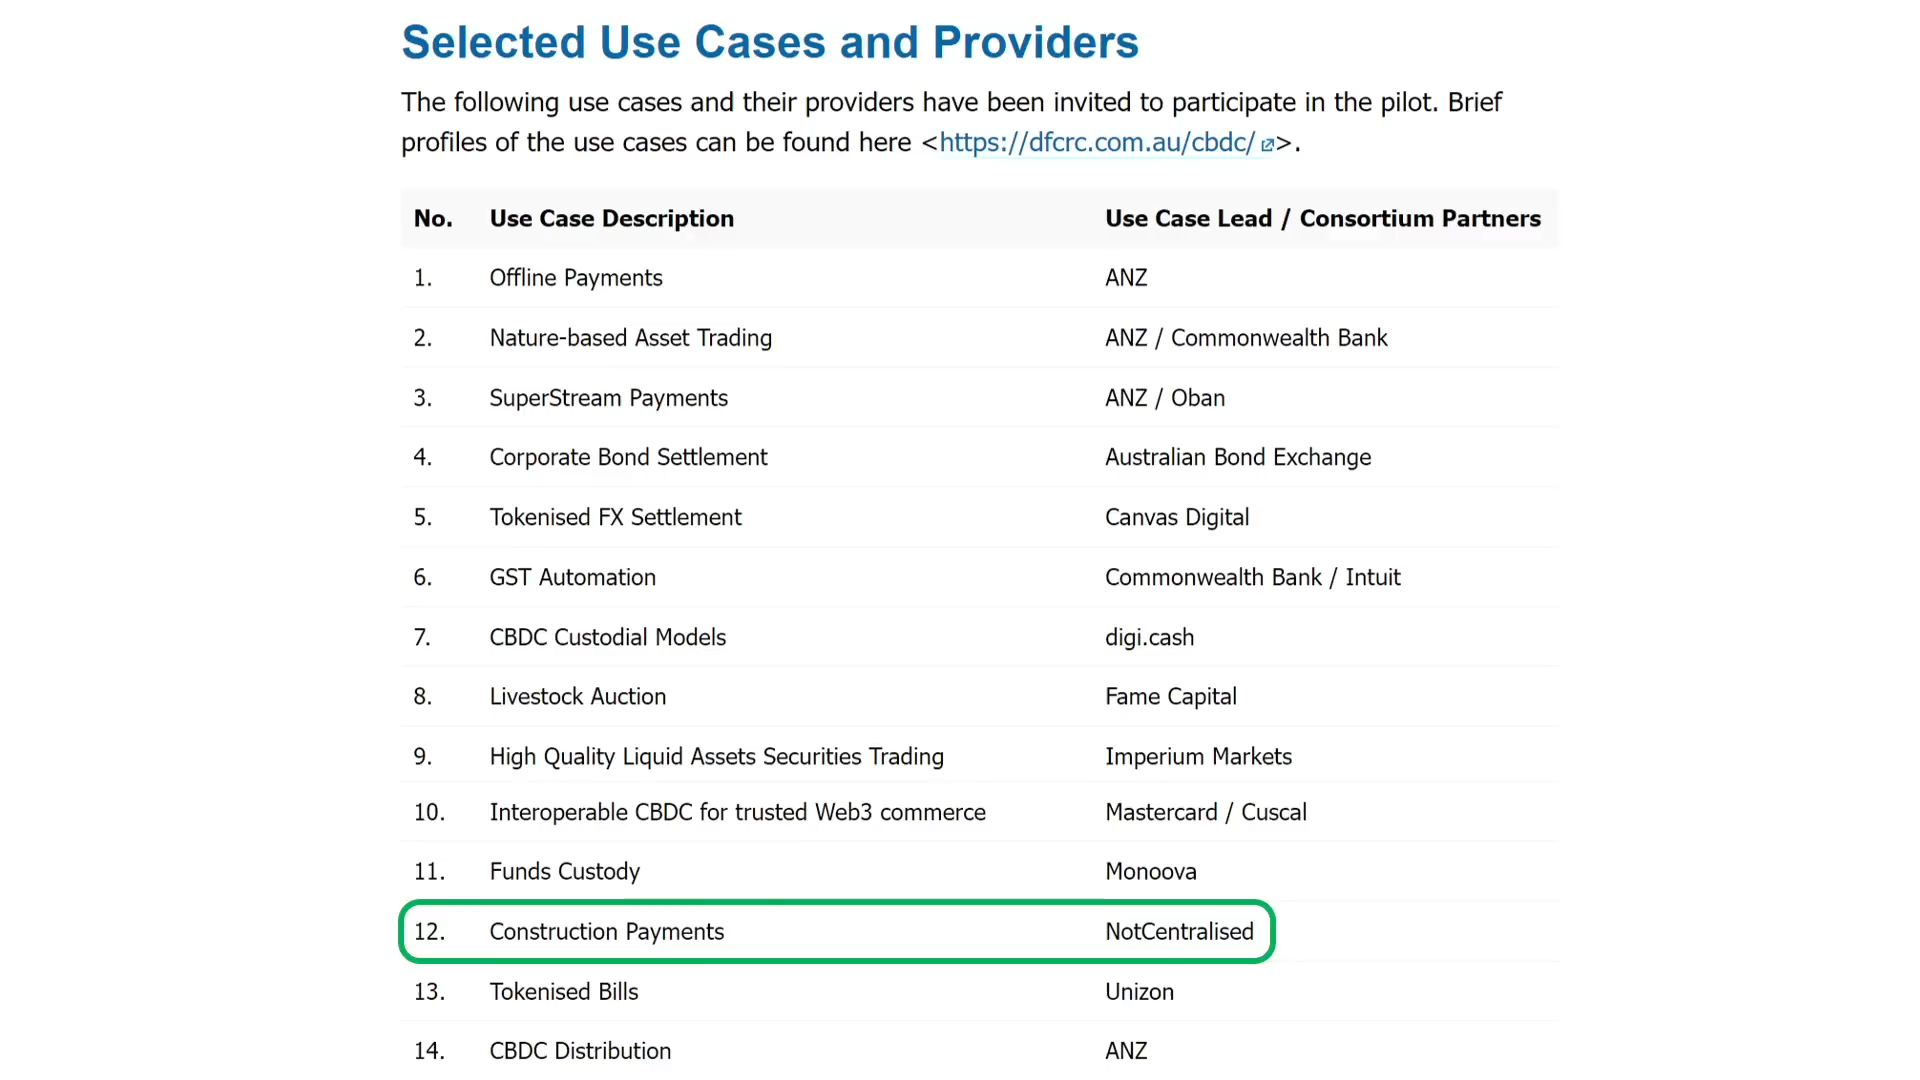 Selected Use Cases and Providers
The following use cases and their providers have been invited to participate in the pilot. Brief
profiles of the use cases can be found here <https://dfcrc.com.au/cbdc/>.
No. Use Case Description Use Case Lead / Consortium Partners
1. Offline Payments ANZ
2. Nature-based Asset Trading ANZ / Commonwealth Bank
3. SuperStream Payments ANZ / Oban
4. Corporate Bond Settlement Australian Bond Exchange
5. Tokenised FX Settlement Canvas Digital
6. GST Automation Commonwealth Bank / Intuit
7. CBDC Custodial Models digi.cash
8. Livestock Auction Fame Capital
9. High Quality Liquid Assets Securities Trading Imperium Markets
10. Interoperable CBDC for trusted Web3 commerce Mastercard / Cuscal
11. Funds Custody Monoova
12. Construction Payments NotCentralised
13. Tokenised Bills Unizon
14. CBDC Distribution ANZ